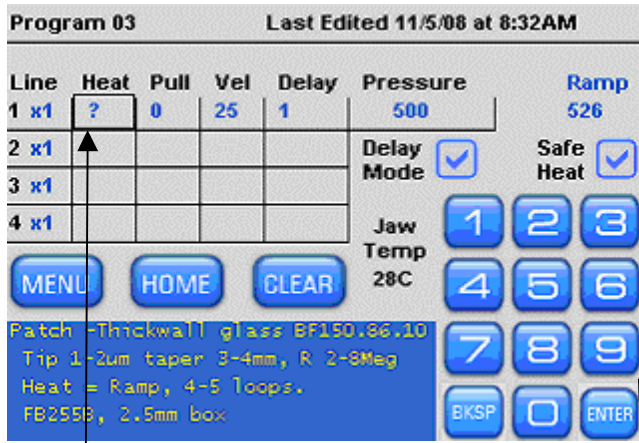 Program 03 Last Edited 11/5/08 at 8:32AM
Line Heat Pull Vel Delay Pressure Ramp
1 x1 ? 0 25 1 500 526
2 x1
3 x1
4 x1
Delay Mode
Safe Heat
Jaw Temp 28C
1 2 3
4 5 6
7 8 9
BKSP 0 ENTER
MENU HOME CLEAR
Patch -Thickwall glass BF150.86.10
Tip 1-2um taper 3-4mm, R 2-8Meg
Heat = Ramp, 4-5 loops.
FB255B, 2.5mm box